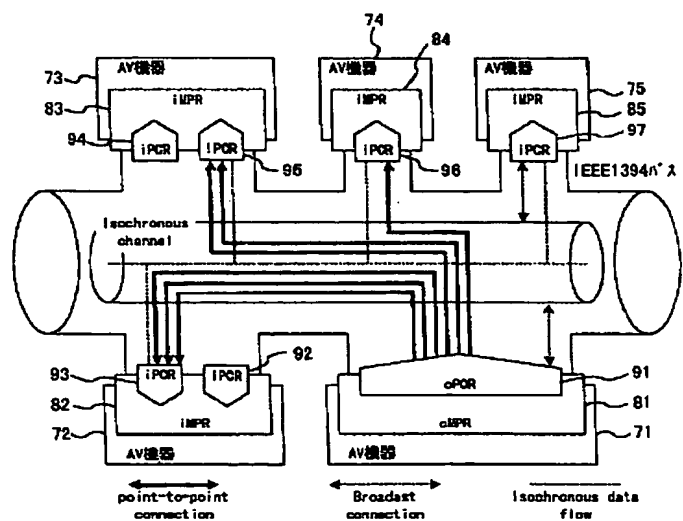 74
84
73
AV機器
AV機器
AV機器
75
83
iMPR
iMPR
iMPR
85
94
97
iPCR
iPCR
iPCR
iPCR
95
96
IEEE1394バス
Isochronous
channel
93
iPCR
iPCR
92
oPCR
91
82
81
iMPR
oMPR
72
AV機器
AV機器
71
point-to-point
connection
Broadcast
connection
Isochronous data
flow